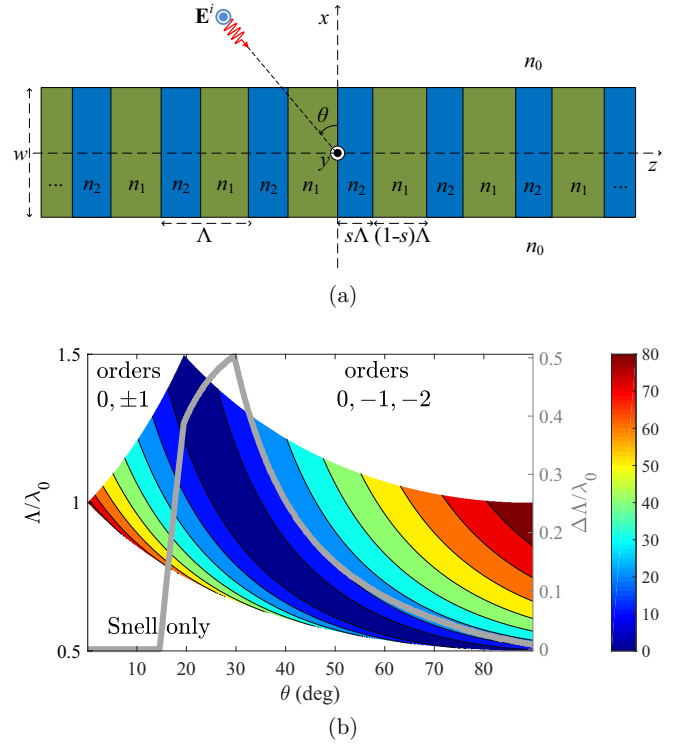 E^i
x
n_0
θ
w
y
z
... n_2 n_1 n_2 n_1 n_2 n_2 n_1 n_2 n_1 n_2 n_1 ...
Λ
sΛ (1-s)Λ
n_0
(a)
1.5
1
0.5
Λ/λ_0
orders
0, ±1
orders
0, −1, −2
Snell only
10 20 30 40 50 60 70 80
θ (deg)
0.5
0.4
0.3
0.2
0.1
0
ΔΛ/λ_0
80
70
60
50
40
30
20
10
0
(b)